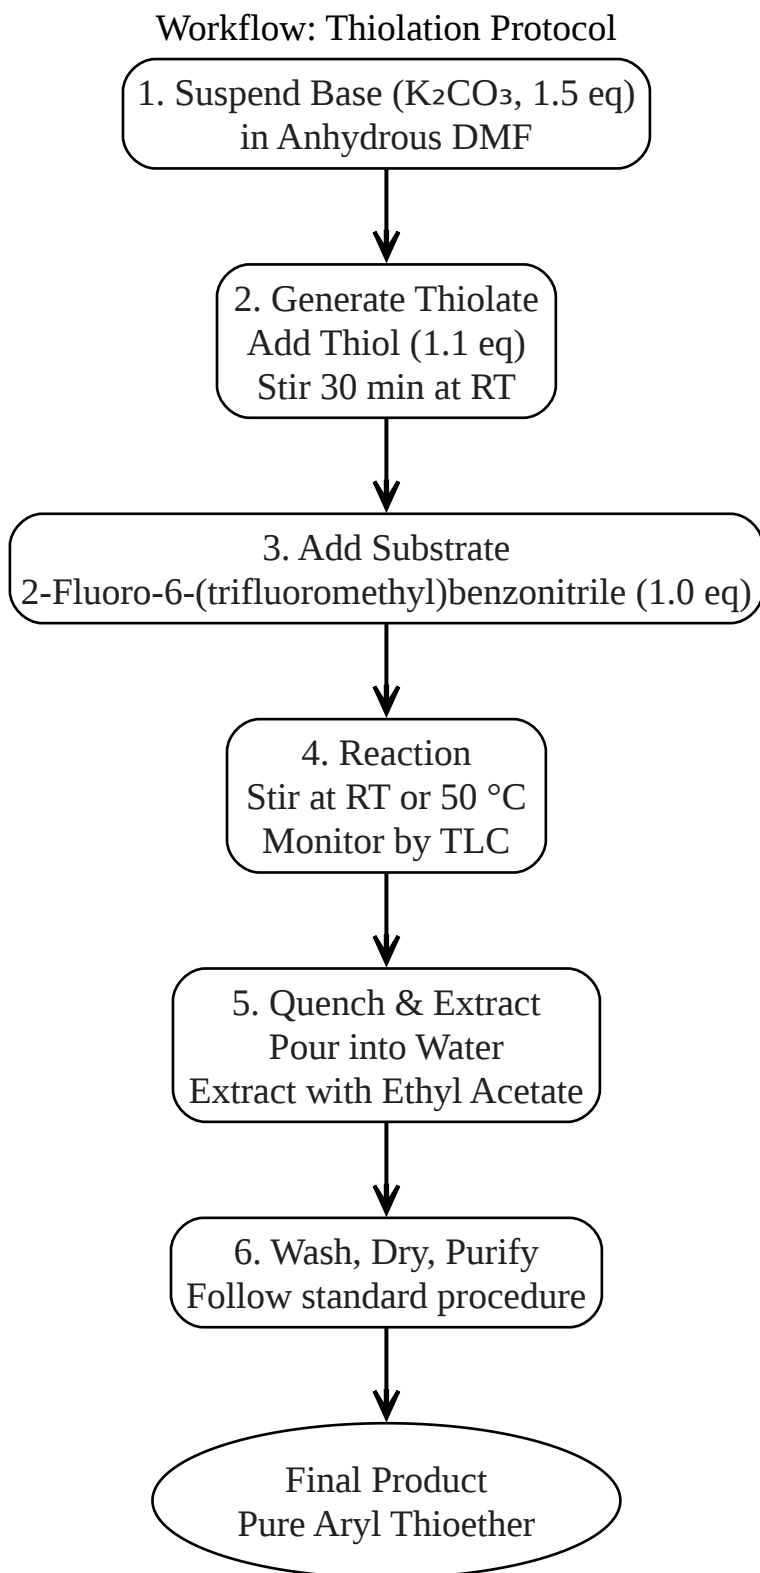 Workflow: Thiolation Protocol
1. Suspend Base (K₂CO₃, 1.5 eq)
in Anhydrous DMF
2. Generate Thiolate
Add Thiol (1.1 eq)
Stir 30 min at RT
3. Add Substrate
2-Fluoro-6-(trifluoromethyl)benzonitrile (1.0 eq)
4. Reaction
Stir at RT or 50 °C
Monitor by TLC
5. Quench & Extract
Pour into Water
Extract with Ethyl Acetate
6. Wash, Dry, Purify
Follow standard procedure
Final Product
Pure Aryl Thioether